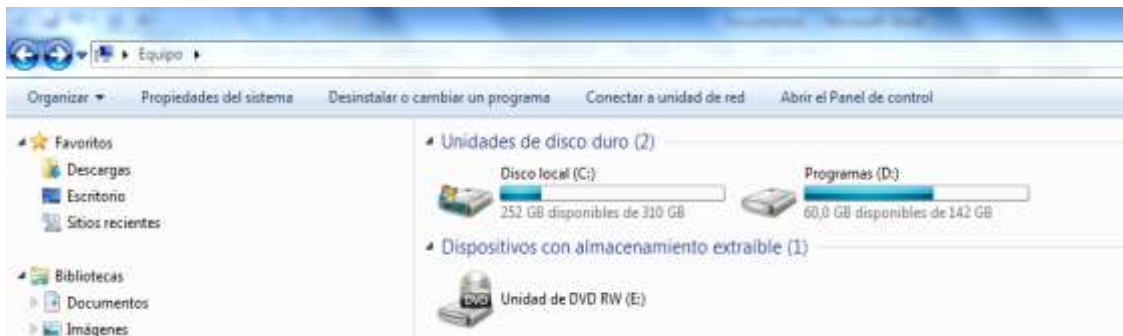 Equipo
Organizar
Propiedades del sistema
Desinstalar o cambiar un programa
Conectar a unidad de red
Abrir el Panel de control
Favoritos
Descargas
Escritorio
Sitios recientes
Bibliotecas
Documentos
Imágenes
Unidades de disco duro (2)
Disco local (C:)
252 GB disponibles de 310 GB
Programas (D:)
60,0 GB disponibles de 142 GB
Dispositivos con almacenamiento extraíble (1)
DVD
Unidad de DVD RW (E:)